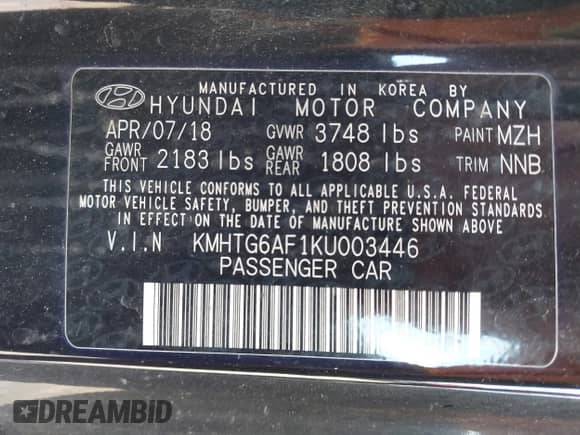 MANUFACTURED IN KOREA BY
HYUNDAI MOTOR COMPANY
APR/07/18 GVWR 3748 lbs PAINT MZH
GAWR FRONT 2183 lbs GAWR REAR 1808 lbs TRIM NNB
THIS VEHICLE CONFORMS TO ALL APPLICABLE U.S.A. FEDERAL
MOTOR VEHICLE SAFETY, BUMPER, AND THEFT PREVENTION STANDARDS
IN EFFECT ON THE DATE OF MANUFACTURE SHOWN ABOVE.
V.I.N KMHTG6AF1KU003446
PASSENGER CAR
DREAMBID